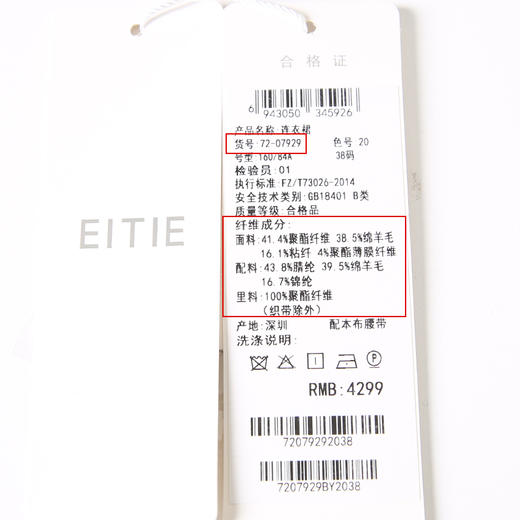 合格证
6 943050 345926
产品名称:连衣裙
货号:72-07929 色号 20
号型:160/84A 38码
检验员:01
执行标准:FZ/T73026-2014
安全技术类别:GB18401 B类
质量等级:合格品
纤维成分:
面料:41.4%聚酯纤维 38.5%绵羊毛
16.1%粘纤 4%聚酯薄膜纤维
配料:43.8%腈纶 39.5%绵羊毛
16.7%锦纶
里料:100%聚酯纤维
(织带除外)
产地:深圳 配本布腰带
洗涤说明:
RMB:4299
72079292038
7207929BY2038
EITIE